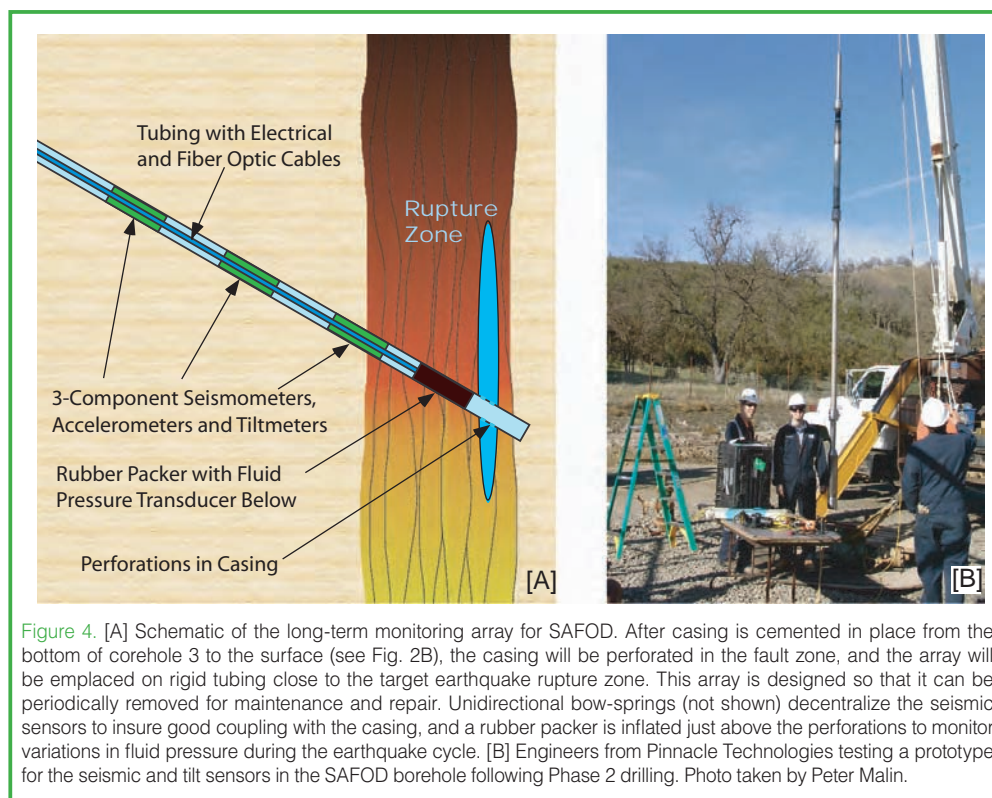 Tubing with Electrical
and Fiber Optic Cables
Rupture
Zone
3-Component Seismometers,
Accelerometers and Tiltmeters
Rubber Packer with Fluid
Pressure Transducer Below
Perforations in Casing
[A]
[B]
Figure 4. [A] Schematic of the long-term monitoring array for SAFOD. After casing is cemented in place from the
bottom of corehole 3 to the surface (see Fig. 2B), the casing will be perforated in the fault zone, and the array will
be emplaced on rigid tubing close to the target earthquake rupture zone. This array is designed so that it can be
periodically removed for maintenance and repair. Unidirectional bow-springs (not shown) decentralize the seismic
sensors to insure good coupling with the casing, and a rubber packer is inflated just above the perforations to monitor
variations in fluid pressure during the earthquake cycle. [B] Engineers from Pinnacle Technologies testing a prototype
for the seismic and tilt sensors in the SAFOD borehole following Phase 2 drilling. Photo taken by Peter Malin.